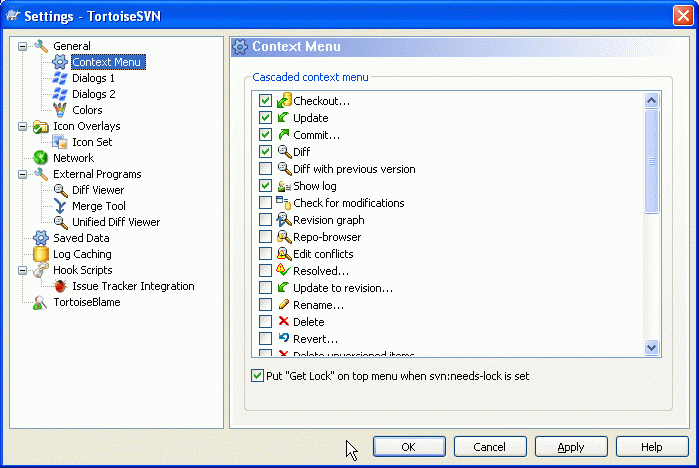 Settings - TortoiseSVN
General
Context Menu
Dialogs 1
Dialogs 2
Colors
Icon Overlays
Icon Set
Network
External Programs
Diff Viewer
Merge Tool
Unified Diff Viewer
Saved Data
Log Caching
Hook Scripts
Issue Tracker Integration
TortoiseBlame
Context Menu
Cascaded context menu
Checkout...
Update
Commit...
Diff
Diff with previous version
Show log
Check for modifications
Revision graph
Repo-browser
Edit conflicts
Resolved...
Update to revision...
Rename...
Delete
Revert...
Delete unversioned items
Put "Get Lock" on top menu when svn:needs-lock is set
OK
Cancel
Apply
Help